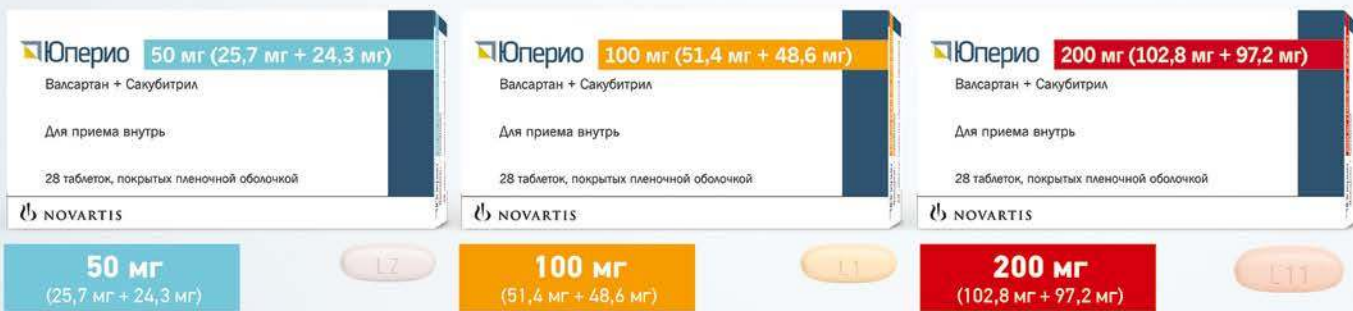 Юперио 50 мг (25,7 мг + 24,3 мг)
Валсартан + Сакубитрил
Для приема внутрь
28 таблеток, покрытых пленочной оболочкой
NOVARTIS
50 мг
(25,7 мг + 24,3 мг)
LZ
Юперио 100 мг (51,4 мг + 48,6 мг)
Валсартан + Сакубитрил
Для приема внутрь
28 таблеток, покрытых пленочной оболочкой
NOVARTIS
100 мг
(51,4 мг + 48,6 мг)
L1
Юперио 200 мг (102,8 мг + 97,2 мг)
Валсартан + Сакубитрил
Для приема внутрь
28 таблеток, покрытых пленочной оболочкой
NOVARTIS
200 мг
(102,8 мг + 97,2 мг)
L11